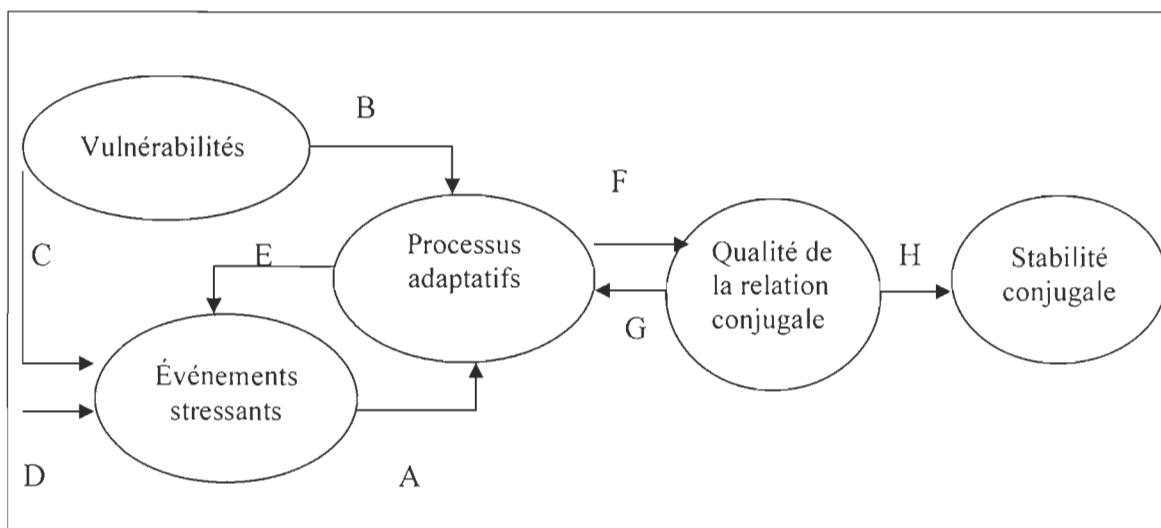 B
Vulnérabilités
F
C
E
Processus
adaptatifs
Qualité de
la relation
conjugale
H
Stabilité
conjugale
G
Événements
stressants
D
A